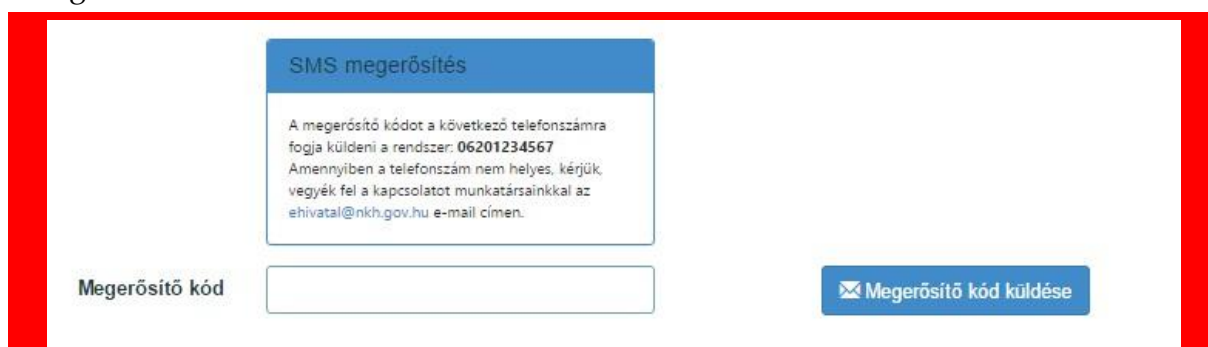 SMS megerősítés
A megerősítő kódot a következő telefonszámra
fogja küldeni a rendszer: 06201234567
Amennyiben a telefonszám nem helyes, kérjük,
vegyék fel a kapcsolatot munkatársainkkal az
ehivatal@nkh.gov.hu e-mail címen.
Megerősítő kód
Megerősítő kód küldése